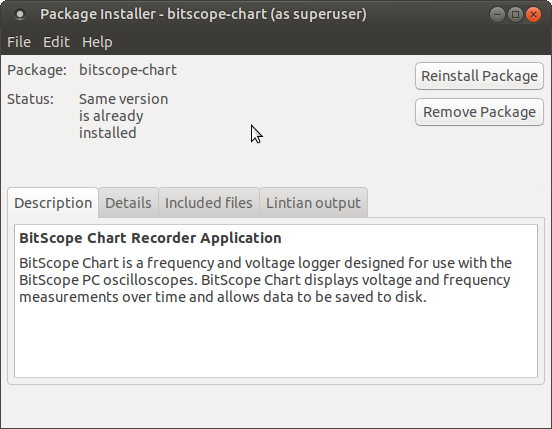 Package Installer - bitscope-chart (as superuser)
File Edit Help
Package: bitscope-chart
Reinstall Package
Status: Same version
is already
installed
Remove Package
Description Details Included files Lintian output
BitScope Chart Recorder Application
BitScope Chart is a frequency and voltage logger designed for use with the
BitScope PC oscilloscopes. BitScope Chart displays voltage and frequency
measurements over time and allows data to be saved to disk.